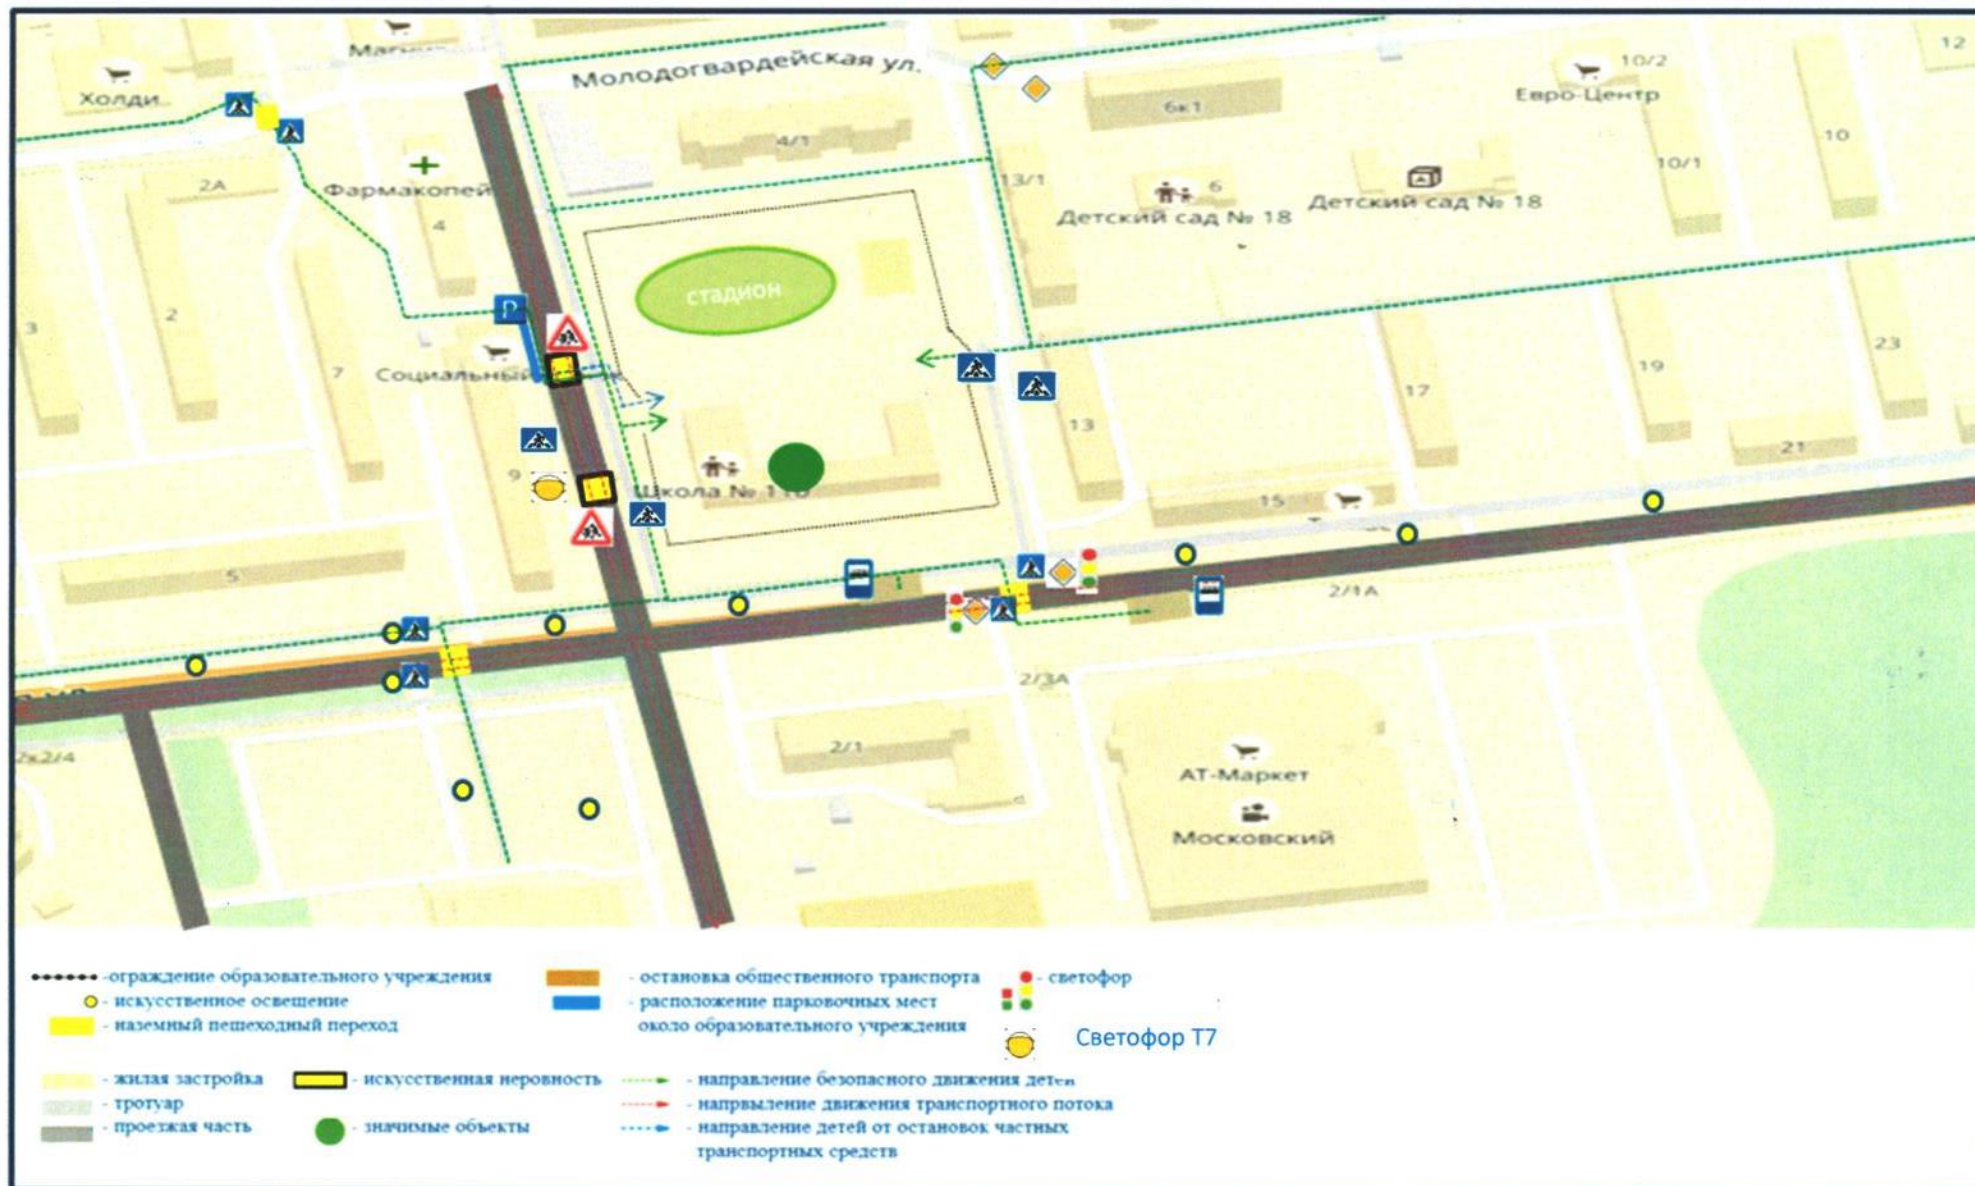 Молодогвардейская ул.
12
10/2
Холди...
Евро-Центр
6к1
4/1
10
10/1
2А
Фармакопей
13/1
6
Детский сад № 18
Детский сад № 18
4
стадион
P
3
2
7
Социальный
23
19
17
13
9
Школа № 1
21
15
5
2/1А
2/3А
2/1
АТ-Маркет
Московский
-ограждение образовательного учреждения
- искусственное освещение
- наземный пешеходный переход
- остановка общественного транспорта
- расположение парковочных мест
около образовательного учреждения
- светофор
Светофор Т7
- жилая застройка
- тротуар
- проезжая часть
- искусственная неровность
- значимые объекты
- направление безопасного движения детей
- напрвыление движения транспортного потока
- направление детей от остановок частных
транспортных средств